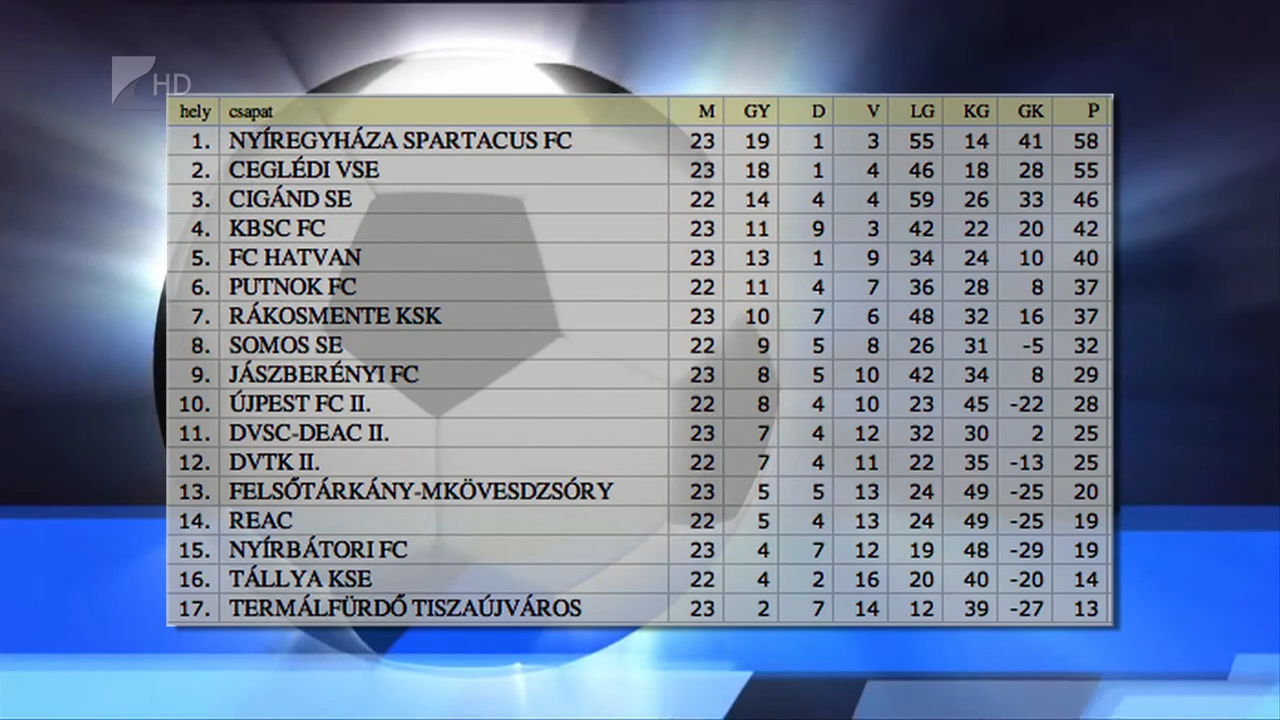 HD
hely csapat M GY D V LG KG GK P
1. NYÍREGYHÁZA SPARTACUS FC 23 19 1 3 55 14 41 58
2. CEGLÉDI VSE 23 18 1 4 46 18 28 55
3. CIGÁND SE 22 14 4 4 59 26 33 46
4. KBSC FC 23 11 9 3 42 22 20 42
5. FC HATVAN 23 13 1 9 34 24 10 40
6. PUTNOK FC 22 11 4 7 36 28 8 37
7. RÁKOSMENTE KSK 23 10 7 6 48 32 16 37
8. SOMOS SE 22 9 5 8 26 31 -5 32
9. JÁSZBERÉNYI FC 23 8 5 10 42 34 8 29
10. ÚJPEST FC II. 22 8 4 10 23 45 -22 28
11. DVSC-DEAC II. 23 7 4 12 32 30 2 25
12. DVTK II. 22 7 4 11 22 35 -13 25
13. FELSŐTÁRKÁNY-MKÖVESDZSÓRY 23 5 5 13 24 49 -25 20
14. REAC 22 5 4 13 24 49 -25 19
15. NYÍRBÁTORI FC 23 4 7 12 19 48 -29 19
16. TÁLLYA KSE 22 4 2 16 20 40 -20 14
17. TERMÁLFÜRDŐ TISZAÚJVÁROS 23 2 7 14 12 39 -27 13